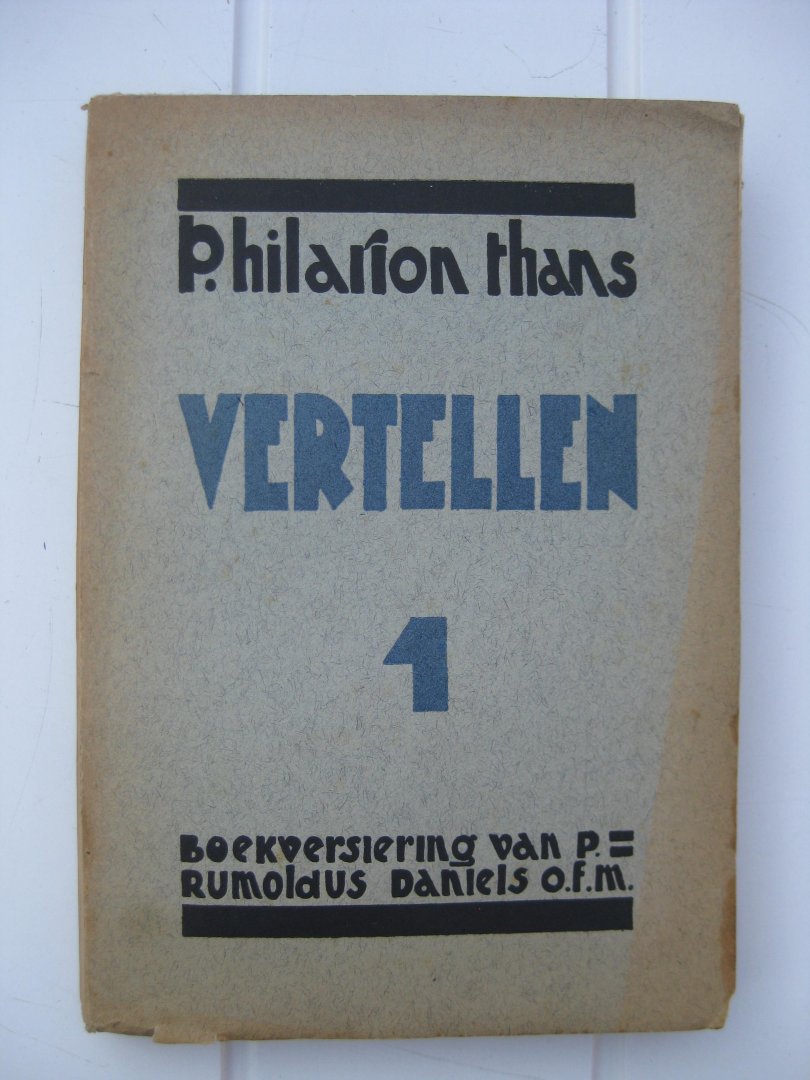 P. hilarion thans
VERTELLEN
1
Boekversiering van P. =
Rumoldus Daniels o.f.m.